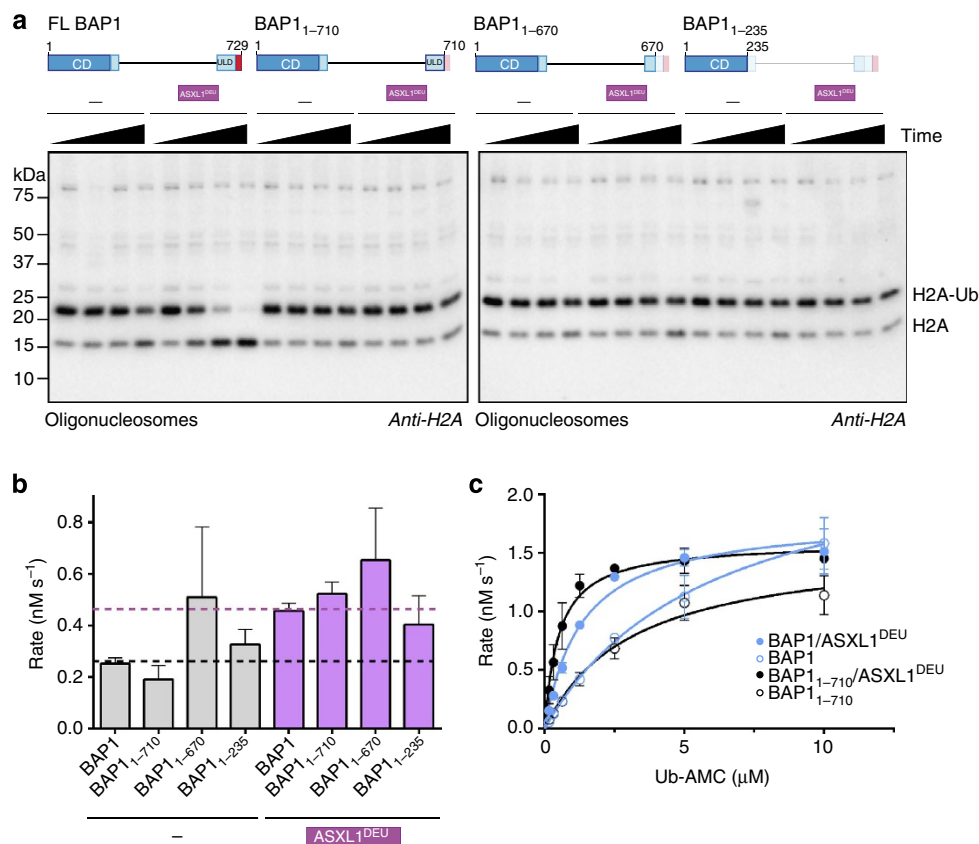 a
FL BAP1 BAP1₁₋₇₁₀ BAP1₁₋₆₇₀ BAP1₁₋₂₃₅
1 729 1 710 1 670 1 235
CD ULD CD ULD CD CD
– ASXL1ᴰᴱᵁ – ASXL1ᴰᴱᵁ – ASXL1ᴰᴱᵁ – ASXL1ᴰᴱᵁ
Time
kDa
75
50
37
25
20
15
10
H2A-Ub
H2A
Oligonucleosomes Anti-H2A Oligonucleosomes Anti-H2A
b
Rate (nM s⁻¹)
0.8
0.6
0.4
0.2
0.0
BAP1 BAP1₁₋₇₁₀ BAP1₁₋₆₇₀ BAP1₁₋₂₃₅ BAP1 BAP1₁₋₇₁₀ BAP1₁₋₆₇₀ BAP1₁₋₂₃₅
– ASXL1ᴰᴱᵁ
c
Rate (nM s⁻¹)
2.0
1.5
1.0
0.5
0.0
0 5 10
Ub-AMC (μM)
BAP1/ASXL1ᴰᴱᵁ
BAP1
BAP1₁₋₇₁₀/ASXL1ᴰᴱᵁ
BAP1₁₋₇₁₀